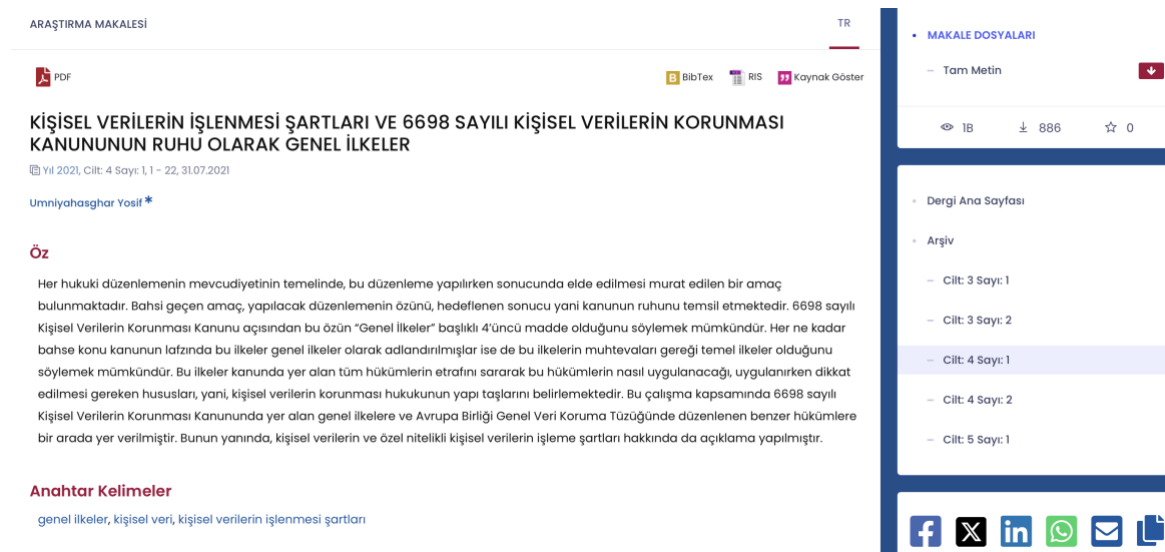 ARAŞTIRMA MAKALESİ
TR
PDF
BibTex
RIS
Kaynak Göster
KİŞİSEL VERİLERİN İŞLENMESİ ŞARTLARI VE 6698 SAYILI KİŞİSEL VERİLERİN KORUNMASI
KANUNUNUN RUHU OLARAK GENEL İLKELER
Yıl 2021, Cilt: 4 Sayı: 1, 1 - 22, 31.07.2021
Umniyahasghar Yosif *
Öz
Her hukuki düzenlemenin mevcudiyetinin temelinde, bu düzenleme yapılırken sonucunda elde edilmesi murat edilen bir amaç
bulunmaktadır. Bahsi geçen amaç, yapılacak düzenlemenin özünü, hedeflenen sonucu yani kanunun ruhunu temsil etmektedir. 6698 sayılı
Kişisel Verilerin Korunması Kanunu açısından bu özün “Genel İlkeler” başlıklı 4’üncü madde olduğunu söylemek mümkündür. Her ne kadar
bahse konu kanunun lafzında bu ilkeler genel ilkeler olarak adlandırılmışlar ise de bu ilkelerin muhtevaları gereği temel ilkeler olduğunu
söylemek mümkündür. Bu ilkeler kanunda yer alan tüm hükümlerin etrafını sararak bu hükümlerin nasıl uygulanacağı, uygulanırken dikkat
edilmesi gereken hususları, yani, kişisel verilerin korunması hukukunun yapı taşlarını belirlemektedir. Bu çalışma kapsamında 6698 sayılı
Kişisel Verilerin Korunması Kanununda yer alan genel ilkelere ve Avrupa Birliği Genel Veri Koruma Tüzüğünde düzenlenen benzer hükümlere
bir arada yer verilmiştir. Bunun yanında, kişisel verilerin ve özel nitelikli kişisel verilerin işleme şartları hakkında da açıklama yapılmıştır.
Anahtar Kelimeler
genel ilkeler, kişisel veri, kişisel verilerin işlenmesi şartları
MAKALE DOSYALARI
Tam Metin
1B
886
0
Dergi Ana Sayfası
Arşiv
Cilt: 3 Sayı: 1
Cilt: 3 Sayı: 2
Cilt: 4 Sayı: 1
Cilt: 4 Sayı: 2
Cilt: 5 Sayı: 1